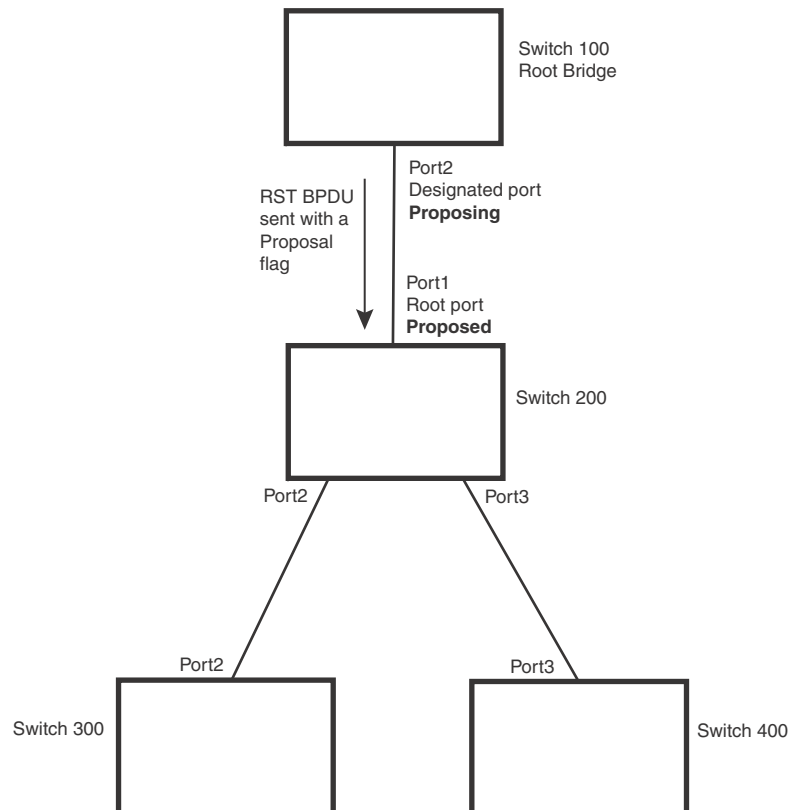 Switch 100
Root Bridge
Port2
Designated port
Proposing
RST BPDU
sent with a
Proposal
flag
Port1
Root port
Proposed
Switch 200
Port2
Port3
Port2
Port3
Switch 300
Switch 400